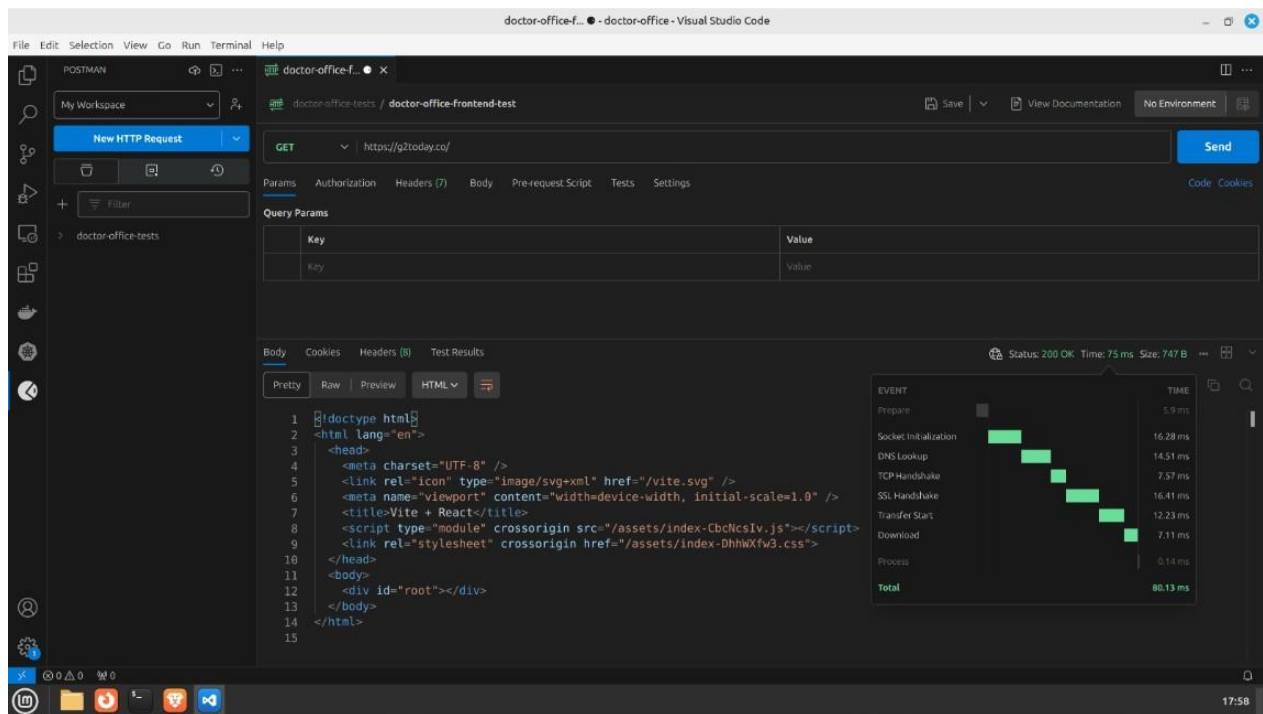 doctor-office-f... ● - doctor-office - Visual Studio Code
File Edit Selection View Go Run Terminal Help
POSTMAN
doctor-office-f...
My Workspace
doctor-office-tests / doctor-office-frontend-test
Save
View Documentation
No Environment
New HTTP Request
GET
https://g2today.co/
Send
Params Authorization Headers (7) Body Pre-request Script Tests Settings
Code Cookies
Filter
Query Params
doctor-office-tests
Key Value
Key Value
Body Cookies Headers (8) Test Results
Status: 200 OK Time: 75 ms Size: 747 B
Pretty Raw Preview HTML
EVENT TIME
Prepare 5.9 ms
Socket Initialization 16.28 ms
DNS Lookup 14.51 ms
TCP Handshake 7.57 ms
SSL Handshake 16.41 ms
Transfer Start 12.23 ms
Download 7.11 ms
Process 0.14 ms
Total 80.13 ms
1 <!doctype html>
2 <html lang="en">
3 <head>
4 <meta charset="UTF-8" />
5 <link rel="icon" type="image/svg+xml" href="/vite.svg" />
6 <meta name="viewport" content="width=device-width, initial-scale=1.0" />
7 <title>Vite + React</title>
8 <script type="module" crossorigin src="/assets/index-CbcNcsIv.js"></script>
9 <link rel="stylesheet" crossorigin href="/assets/index-DhhWXfw3.css">
10 </head>
11 <body>
12 <div id="root"></div>
13 </body>
14 </html>
15
0 0 0
17:58